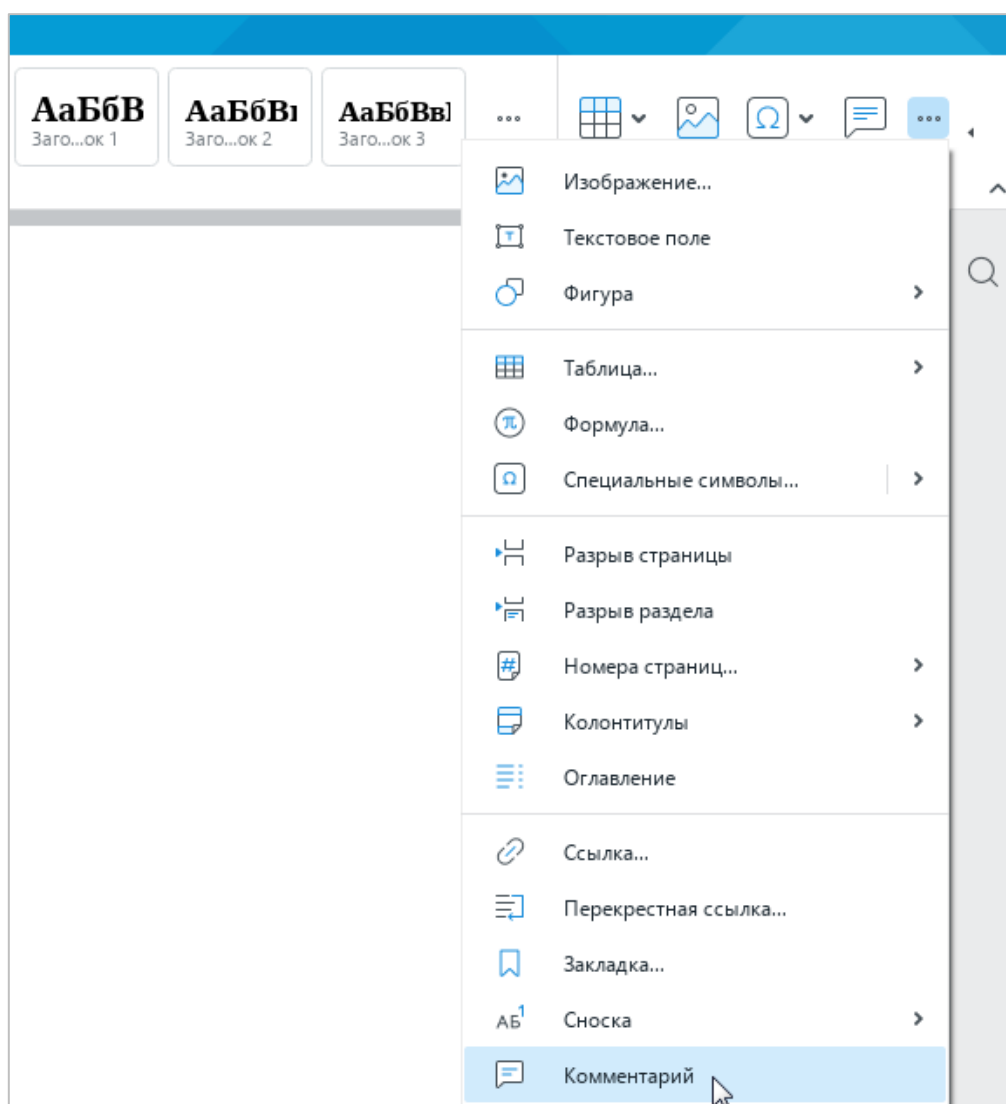 АаБбВ АаБбВı АаБбВвI
Заго...ок 1 Заго...ок 2 Заго...ок 3
Изображение...
Текстовое поле
Фигура
Таблица...
Формула...
Специальные символы...
Разрыв страницы
Разрыв раздела
Номера страниц...
Колонтитулы
Оглавление
Ссылка...
Перекрестная ссылка...
Закладка...
АБ1 Сноска
Комментарий